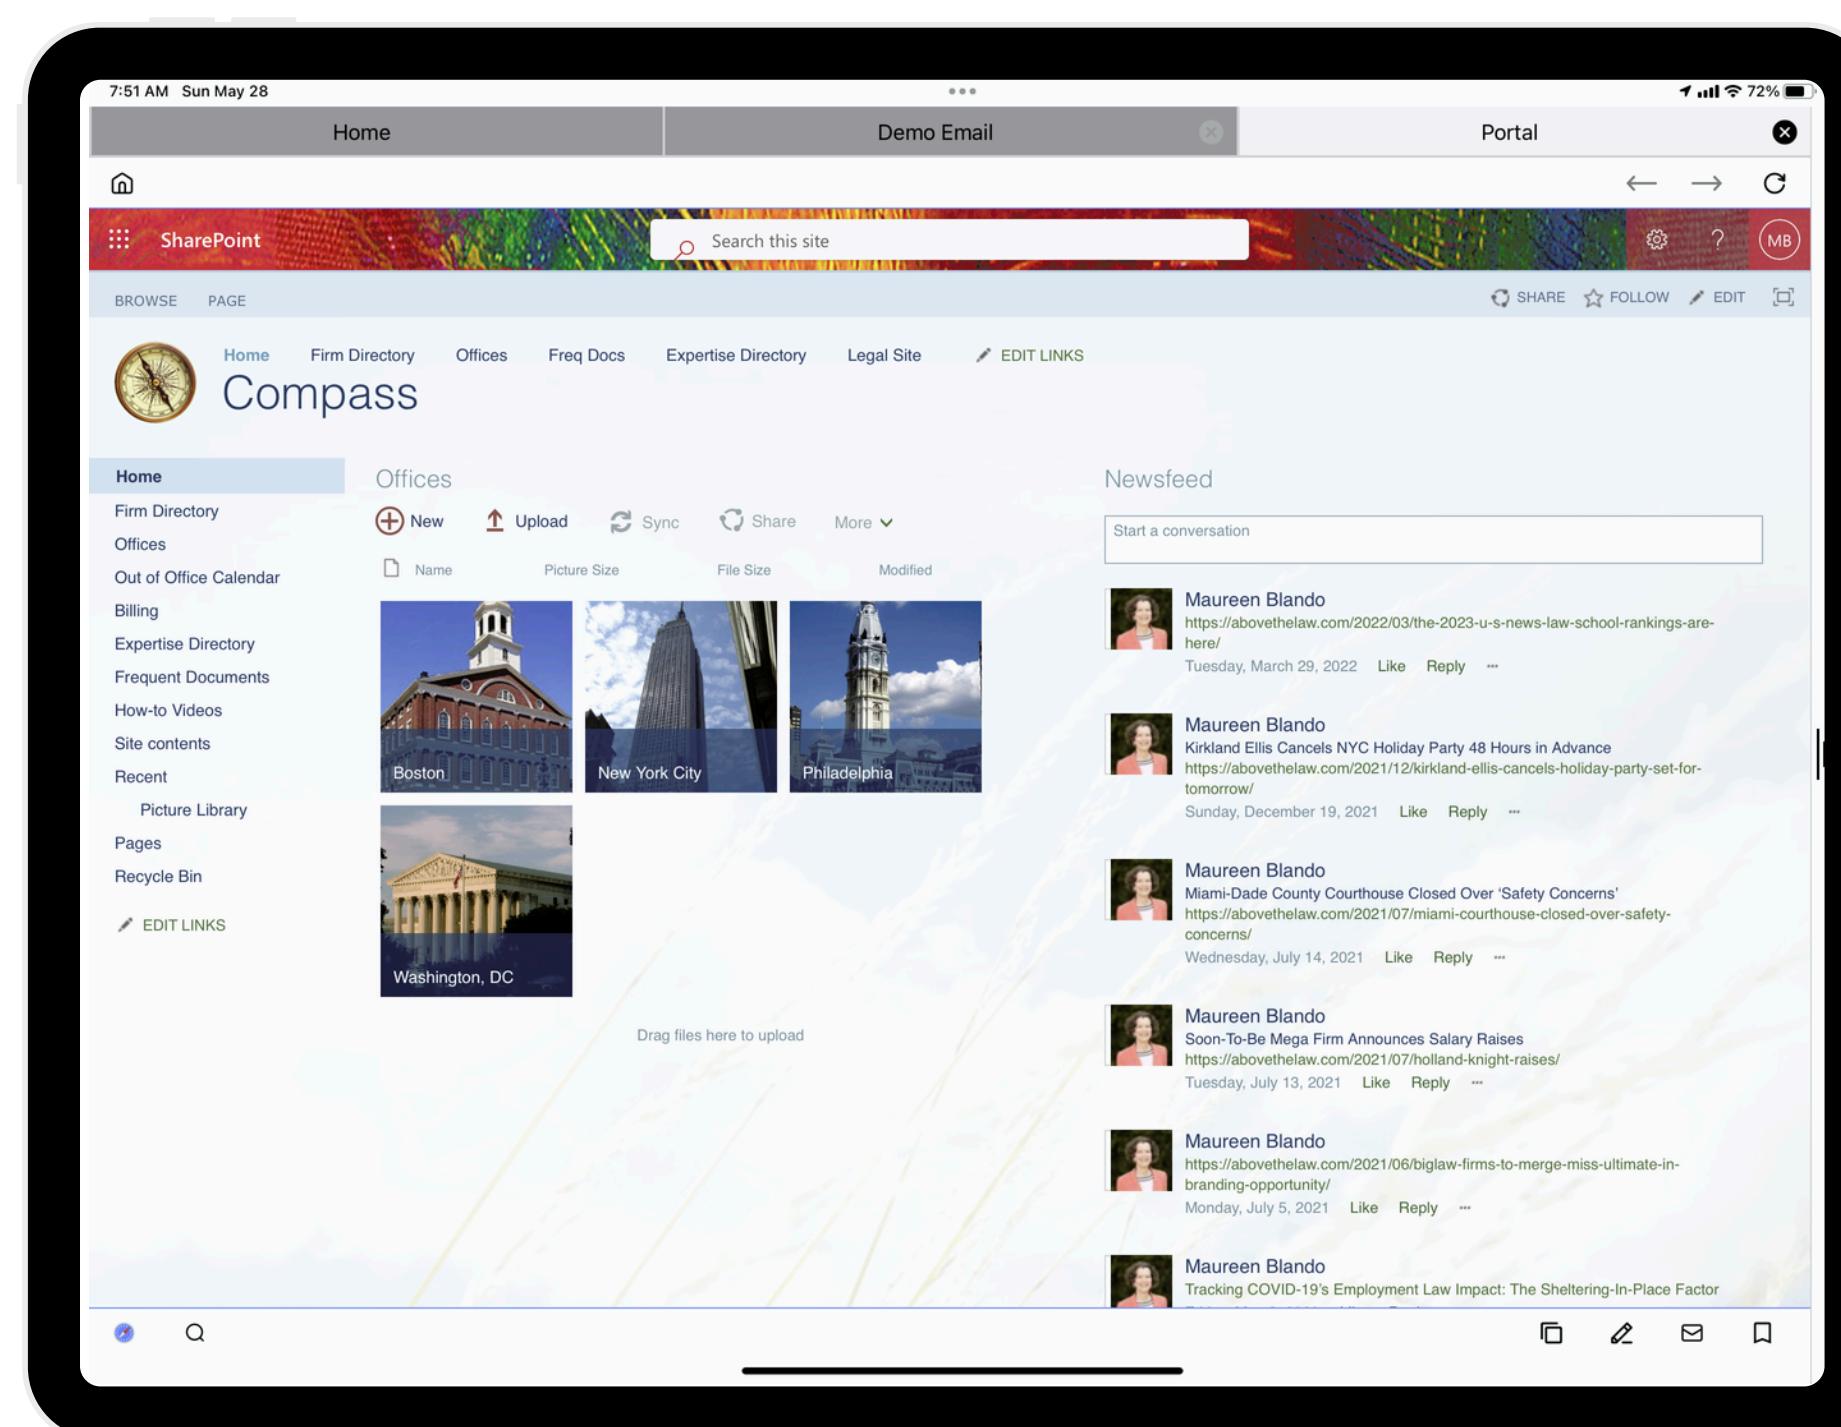 7:51 AM Sun May 28
72%
Home
Demo Email
Portal
SharePoint
Search this site
MB
BROWSE PAGE
SHARE FOLLOW EDIT
Home Firm Directory Offices Freq Docs Expertise Directory Legal Site EDIT LINKS
Compass
Home
Firm Directory
Offices
Out of Office Calendar
Billing
Expertise Directory
Frequent Documents
How-to Videos
Site contents
Recent
Picture Library
Pages
Recycle Bin
EDIT LINKS
Offices
New Upload Sync Share More
Name Picture Size File Size Modified
Boston
New York City
Philadelphia
Washington, DC
Drag files here to upload
Newsfeed
Start a conversation
Maureen Blando
https://abovethelaw.com/2022/03/the-2023-u-s-news-law-school-rankings-are-
here/
Tuesday, March 29, 2022 Like Reply ...
Maureen Blando
Kirkland Ellis Cancels NYC Holiday Party 48 Hours in Advance
https://abovethelaw.com/2021/12/kirkland-ellis-cancels-holiday-party-set-for-
tomorrow/
Sunday, December 19, 2021 Like Reply ...
Maureen Blando
Miami-Dade County Courthouse Closed Over ‘Safety Concerns’
https://abovethelaw.com/2021/07/miami-courthouse-closed-over-safety-
concerns/
Wednesday, July 14, 2021 Like Reply ...
Maureen Blando
Soon-To-Be Mega Firm Announces Salary Raises
https://abovethelaw.com/2021/07/holland-knight-raises/
Tuesday, July 13, 2021 Like Reply ...
Maureen Blando
https://abovethelaw.com/2021/06/biglaw-firms-to-merge-miss-ultimate-in-
branding-opportunity/
Monday, July 5, 2021 Like Reply ...
Maureen Blando
Tracking COVID-19’s Employment Law Impact: The Sheltering-In-Place Factor